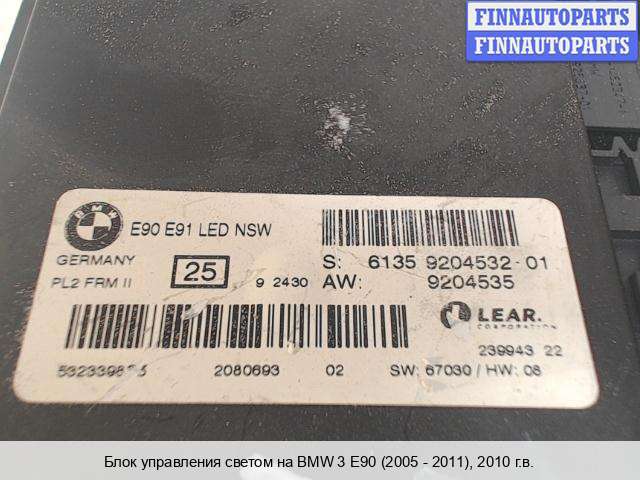 FINNAUTOPARTS
FINNAUTOPARTS
BMW
E90 E91 LED NSW
GERMANY
PL2 FRM II
25
9 2430
S: 6135 9204532 01
AW: 9204535
LEAR.
CORPORATION
239943 22
2080693 02 SW: 67030 / HW: 08
Блок управления светом на BMW 3 E90 (2005 - 2011), 2010 г.в.